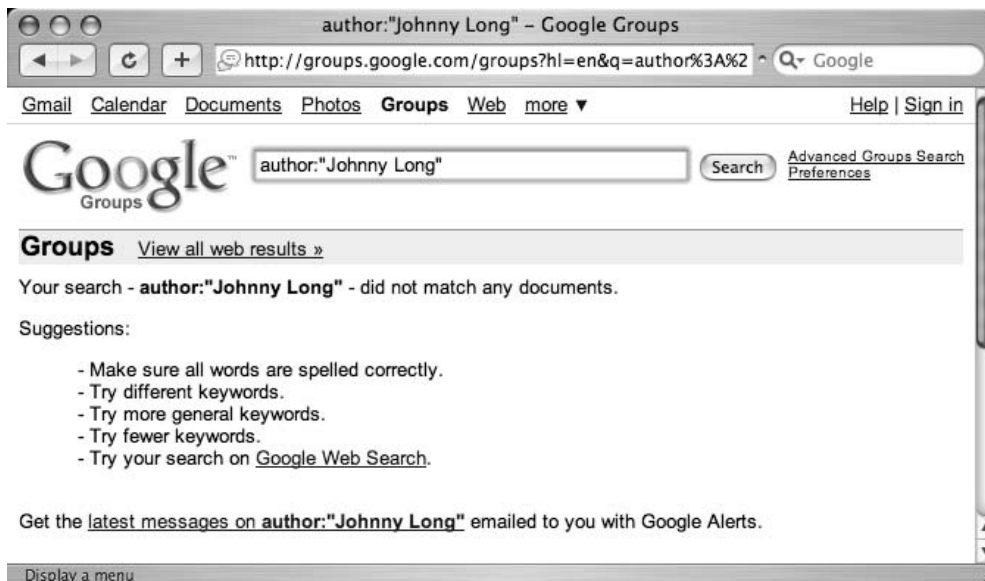 author:"Johnny Long" – Google Groups
http://groups.google.com/groups?hl=en&q=author%3A%2 Google
Gmail Calendar Documents Photos Groups Web more ▼ Help | Sign in
Google™ Groups author:"Johnny Long" Search Advanced Groups Search
Preferences
Groups View all web results »
Your search - author:"Johnny Long" - did not match any documents.
Suggestions:
- Make sure all words are spelled correctly.
- Try different keywords.
- Try more general keywords.
- Try fewer keywords.
- Try your search on Google Web Search.
Get the latest messages on author:"Johnny Long" emailed to you with Google Alerts.
Display a menu